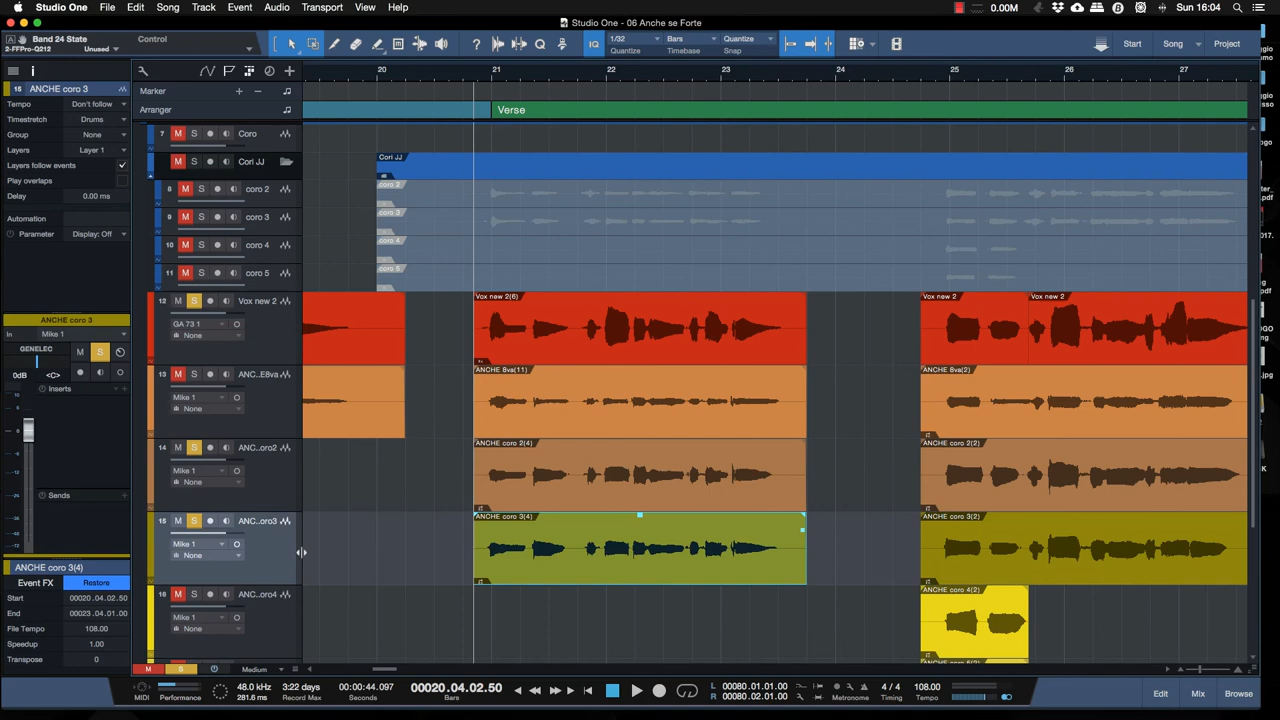 Studio One File Edit Song Track Event Audio Transport View Help 0.00M Sun 16:04
Studio One - 06 Anche se Forte
Band 24 State Control
2-FFPro-Q212 Unused
IQ 1/32 Quantize Bars Timebase Quantize Snap Start Song Project
15 ANCHE coro 3
Tempo Don't follow
Timestretch Drums
Group None
Layers Layer 1
Layers follow events
Play overlaps
Delay 0.00 ms
Automation
Parameter Display: Off
ANCHE coro 3
In Mike 1
GENELEC M S
0dB <C> Inserts
Sends
ANCHE coro 3(4)
Event FX Restore
Start 00020.04.02.50
End 00023.04.01.00
File Tempo 108.00
Speedup 1.00
Transpose 0
20 21 22 23 24 25 26 27
Marker
Arranger Verse
7 M S Coro
M S Cori JJ Cori JJ
8 M S coro 2 coro 2
9 M S coro 3 coro 3
10 M S coro 4 coro 4
11 M S coro 5 coro 5
12 M S Vox new 2 Vox new 2(6) Vox new 2 Vox new 2
GA 73 1
None
13 M S ANC...E8va ANCHE 8va(11) ANCHE 8va(2)
Mike 1
None
14 M S ANC...oro2 ANCHE coro 2(4) ANCHE coro 2(2)
Mike 1
None
15 M S ANC...oro3 ANCHE coro 3(4) ANCHE coro 3(2)
Mike 1
None
16 M S ANC...oro4 ANCHE coro 4(2)
Mike 1
None
M S Medium
MIDI Performance 48.0 kHz 281.6 ms 3:22 days Max 00:00:44.097 Seconds 00020.04.02.50 Bars L 00080.01.01.00 R 00080.02.01.00 Metronome 4 / 4 Timing 108.00 Tempo Edit Mix Browse